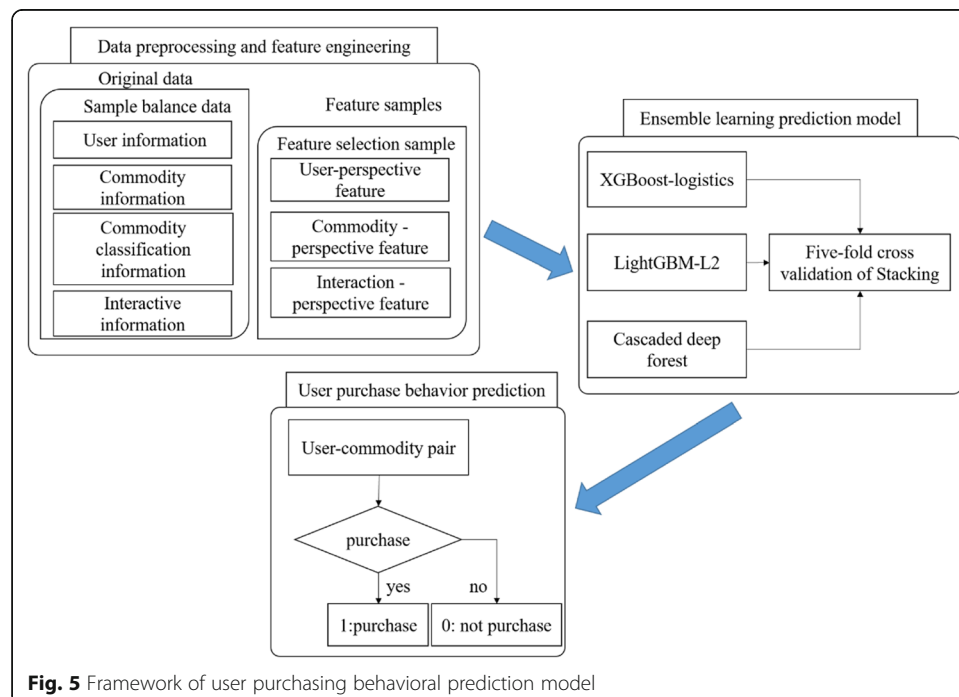 Data preprocessing and feature engineering
Original data
Sample balance data
User information
Commodity
information
Commodity
classification
information
Interactive
information
Feature samples
Feature selection sample
User-perspective
feature
Commodity -
perspective feature
Interaction -
perspective feature
Ensemble learning prediction model
XGBoost-logistics
LightGBM-L2
Cascaded deep
forest
Five-fold cross
validation of Stacking
User purchase behavior prediction
User-commodity pair
purchase
yes
no
1:purchase
0: not purchase
Fig. 5 Framework of user purchasing behavioral prediction model